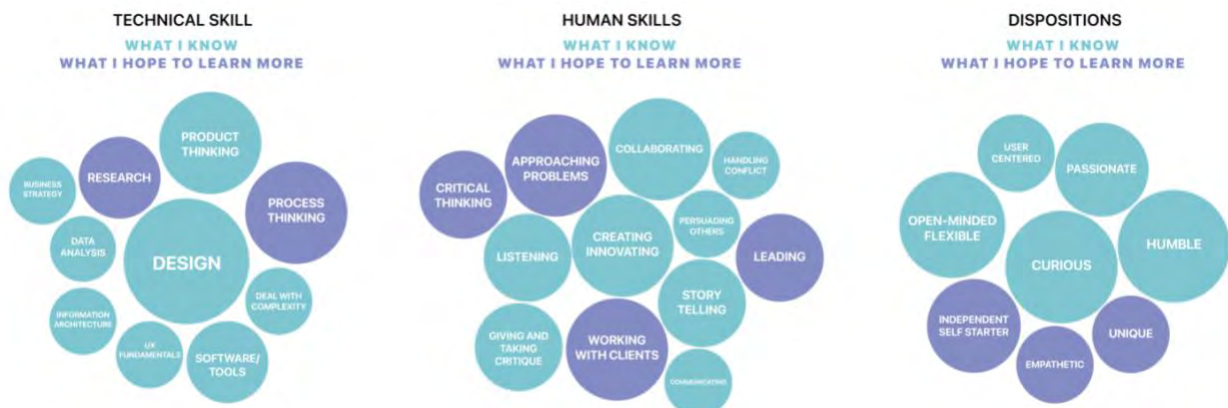 TECHNICAL SKILL
WHAT I KNOW
WHAT I HOPE TO LEARN MORE
PRODUCT
THINKING
RESEARCH
BUSINESS
STRATEGY
PROCESS
THINKING
DATA
ANALYSIS
DESIGN
DEAL WITH
COMPLEXITY
INFORMATION
ARCHITECTURE
UX
FUNDAMENTALS
SOFTWARE/
TOOLS
HUMAN SKILLS
WHAT I KNOW
WHAT I HOPE TO LEARN MORE
COLLABORATING
APPROACHING
PROBLEMS
HANDLING
CONFLICT
CRITICAL
THINKING
PERSUADING
OTHERS
CREATING
INNOVATING
LISTENING
LEADING
STORY
TELLING
GIVING AND
TAKING
CRITIQUE
WORKING
WITH CLIENTS
COMMUNICATING
DISPOSITIONS
WHAT I KNOW
WHAT I HOPE TO LEARN MORE
USER
CENTERED
PASSIONATE
OPEN-MINDED
FLEXIBLE
HUMBLE
CURIOUS
INDEPENDENT
SELF STARTER
UNIQUE
EMPATHETIC